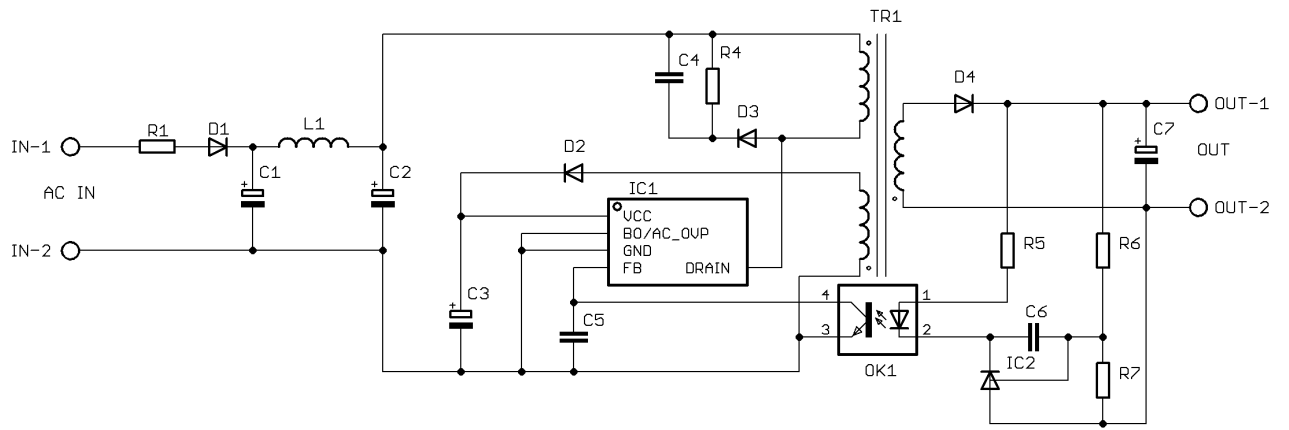 TR1
C4
R4
D4
D3
OUT-1
R1
D1
L1
C7
IN-1
D2
OUT
C1
C2
AC IN
IC1
VCC
OUT-2
BO/AC_OVP
IN-2
GND
R5
R6
FB
DRAIN
C3
4
1
C5
C6
3
2
IC2
OK1
R7
+
+
+
+